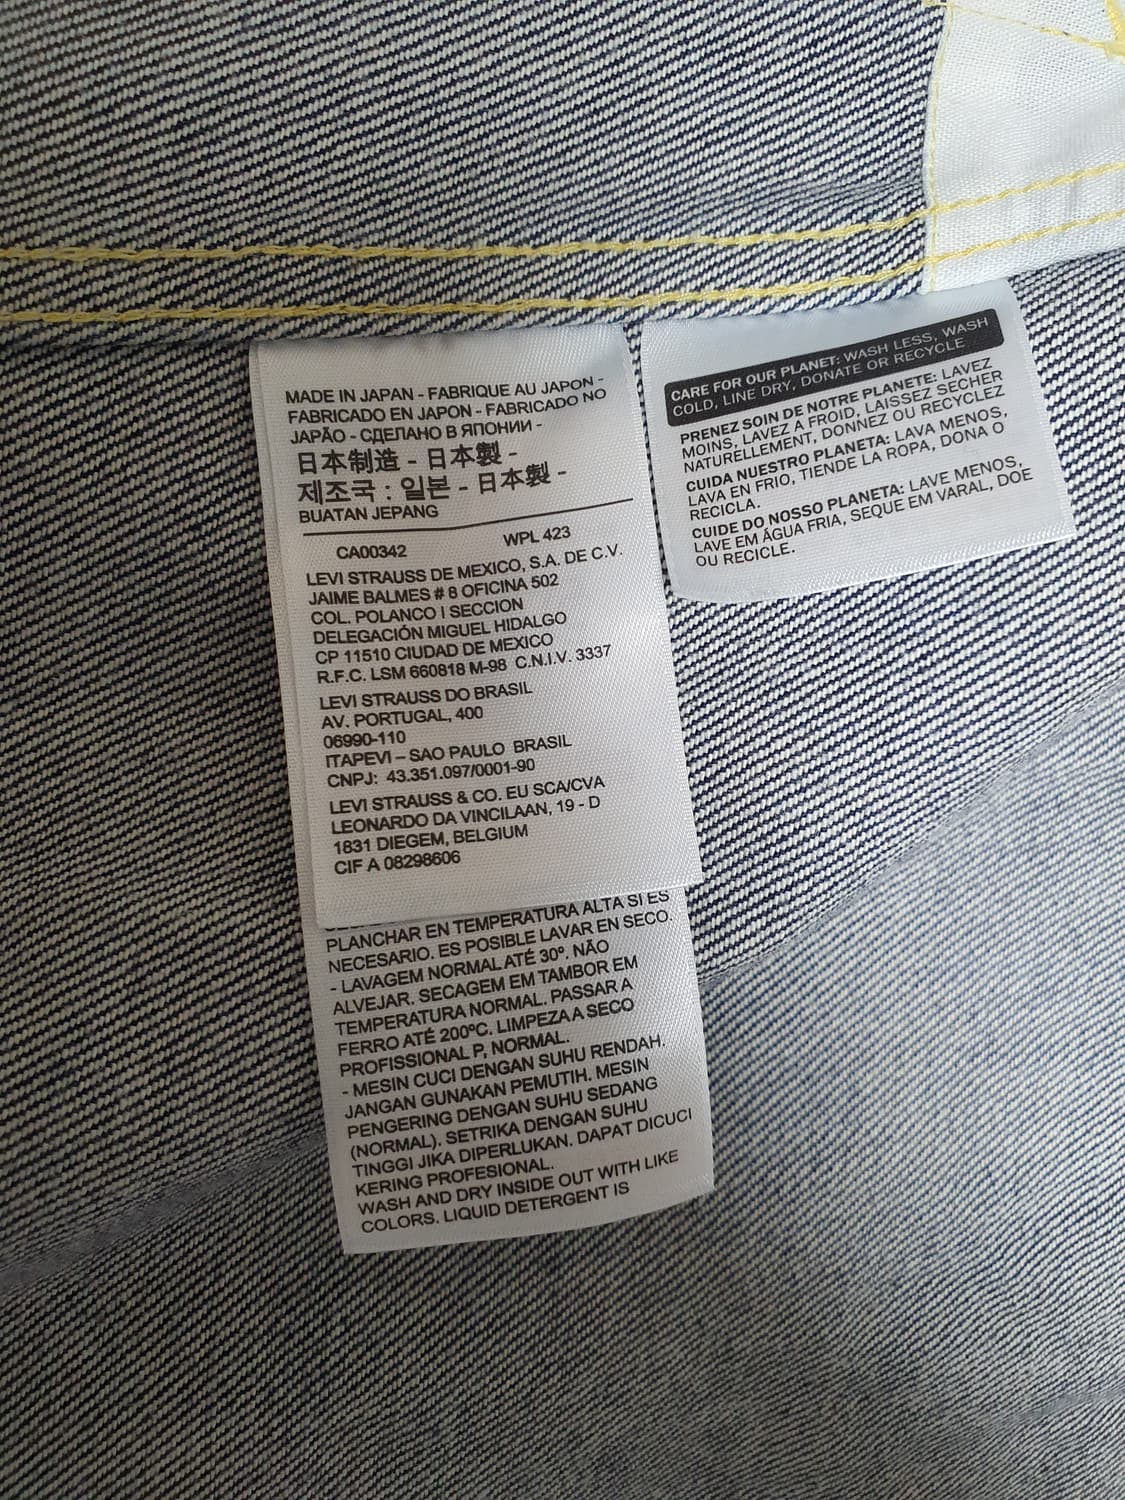 MADE IN JAPAN - FABRIQUE AU JAPON -
FABRICADO EN JAPON - FABRICADO NO
JAPÃO - СДЕЛАНО В ЯПОНИИ -
日本制造 - 日本製 -
제조국 : 일본 - 日本製 -
BUATAN JEPANG
CA00342 WPL 423
LEVI STRAUSS DE MEXICO, S.A. DE C.V.
JAIME BALMES # 8 OFICINA 502
COL. POLANCO I SECCION
DELEGACIÓN MIGUEL HIDALGO
CP 11510 CIUDAD DE MEXICO
R.F.C. LSM 660818 M-98 C.N.I.V. 3337
LEVI STRAUSS DO BRASIL
AV. PORTUGAL, 400
06990-110
ITAPEVI – SAO PAULO BRASIL
CNPJ: 43.351.097/0001-90
LEVI STRAUSS & CO. EU SCA/CVA
LEONARDO DA VINCILAAN, 19 - D
1831 DIEGEM, BELGIUM
CIF A 08298606
PLANCHAR EN TEMPERATURA ALTA SI ES
NECESARIO. ES POSIBLE LAVAR EN SECO.
- LAVAGEM NORMAL ATÉ 30º. NÃO
ALVEJAR. SECAGEM EM TAMBOR EM
TEMPERATURA NORMAL. PASSAR A
FERRO ATÉ 200ºC. LIMPEZA A SECO
PROFISSIONAL P, NORMAL.
- MESIN CUCI DENGAN SUHU RENDAH.
JANGAN GUNAKAN PEMUTIH. MESIN
PENGERING DENGAN SUHU SEDANG
(NORMAL). SETRIKA DENGAN SUHU
TINGGI JIKA DIPERLUKAN. DAPAT DICUCI
KERING PROFESIONAL.
WASH AND DRY INSIDE OUT WITH LIKE
COLORS. LIQUID DETERGENT IS
CARE FOR OUR PLANET: WASH LESS, WASH
COLD, LINE DRY, DONATE OR RECYCLE
PRENEZ SOIN DE NOTRE PLANETE: LAVEZ
MOINS, LAVEZ A FROID, LAISSEZ SECHER
NATURELLEMENT, DONNEZ OU RECYCLEZ
CUIDA NUESTRO PLANETA: LAVA MENOS,
LAVA EN FRIO, TIENDE LA ROPA, DONA O
RECICLA.
CUIDE DO NOSSO PLANETA: LAVE MENOS,
LAVE EM ÁGUA FRIA, SEQUE EM VARAL, DOE
OU RECICLE.